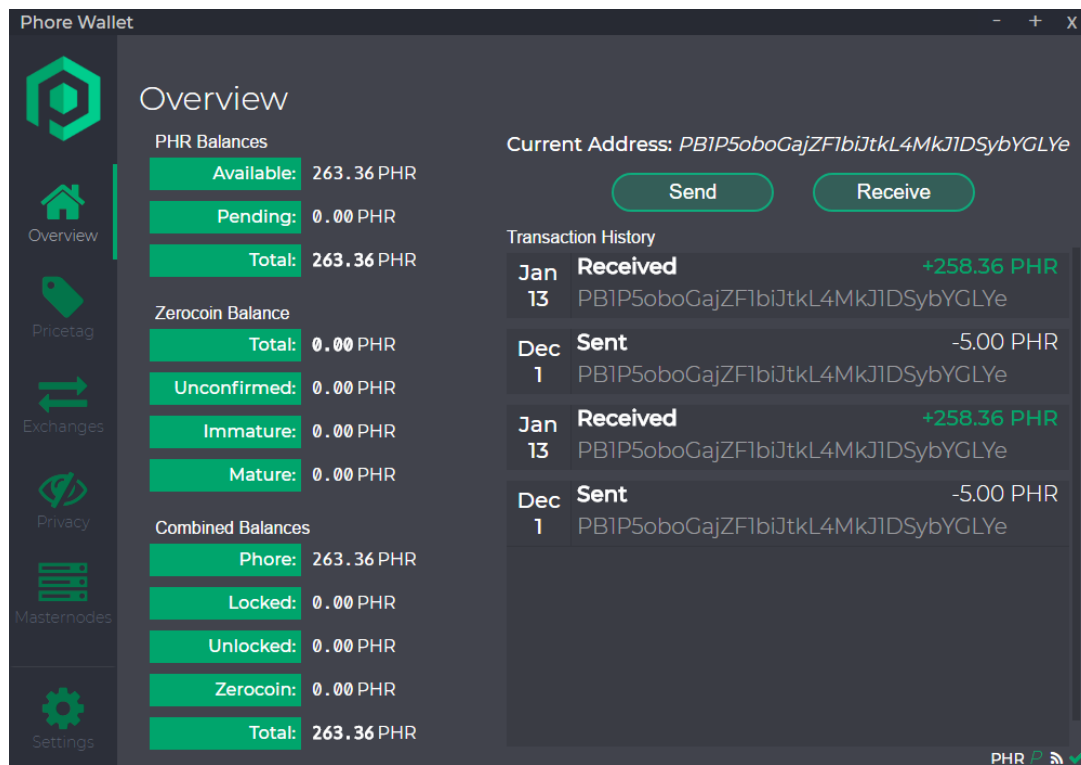 Phore Wallet
- + x
Overview
Pricetag
Exchanges
Privacy
Masternodes
Settings
Overview
PHR Balances
Available: 263.36 PHR
Pending: 0.00 PHR
Total: 263.36 PHR
Zerocoin Balance
Total: 0.00 PHR
Unconfirmed: 0.00 PHR
Immature: 0.00 PHR
Mature: 0.00 PHR
Combined Balances
Phore: 263.36 PHR
Locked: 0.00 PHR
Unlocked: 0.00 PHR
Zerocoin: 0.00 PHR
Total: 263.36 PHR
Current Address: PB1P5oboGajZF1biJtkL4MkJ1DSybYGLYe
Send
Receive
Transaction History
Jan 13 Received +258.36 PHR
PB1P5oboGajZF1biJtkL4MkJ1DSybYGLYe
Dec 1 Sent -5.00 PHR
PB1P5oboGajZF1biJtkL4MkJ1DSybYGLYe
Jan 13 Received +258.36 PHR
PB1P5oboGajZF1biJtkL4MkJ1DSybYGLYe
Dec 1 Sent -5.00 PHR
PB1P5oboGajZF1biJtkL4MkJ1DSybYGLYe
PHR P